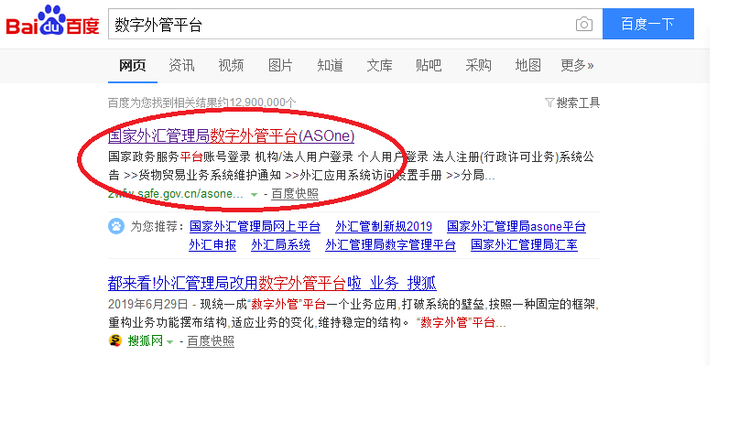 Bai du 百度 数字外汇平台 百度一下
网页 资讯 视频 图片 知道 文库 贴吧 采购 地图 更多»
百度为您找到相关结果约12,900,000个 搜索工具
国家外汇管理局数字外管平台(ASOne)
国家政务服务平台账号登录 机构/法人用户登录 个人用户登录 法人注册(行政许可业务)系统公
告 >>货物贸易业务系统维护通知 >>外汇应用系统访问设置手册 >>分局...
zwfw.safe.gov.cn/asone... - 百度快照
为您推荐: 国家外汇管理局网上平台 外汇管制新规2019 国家外汇管理局asone平台
外汇申报 外汇局系统 外汇管理局数字管理平台 国家外汇管理局汇率
都来看!外汇管理局改用数字外管平台啦_业务_搜狐
2019年6月29日 - 现统一成“数字外管”平台一个业务应用,打破系统的壁垒,按照一种固定的框架,
重构业务功能摆布结构,适应业务的变化,维持稳定的结构。 “数字外管”平台...
搜狐网 - 百度快照